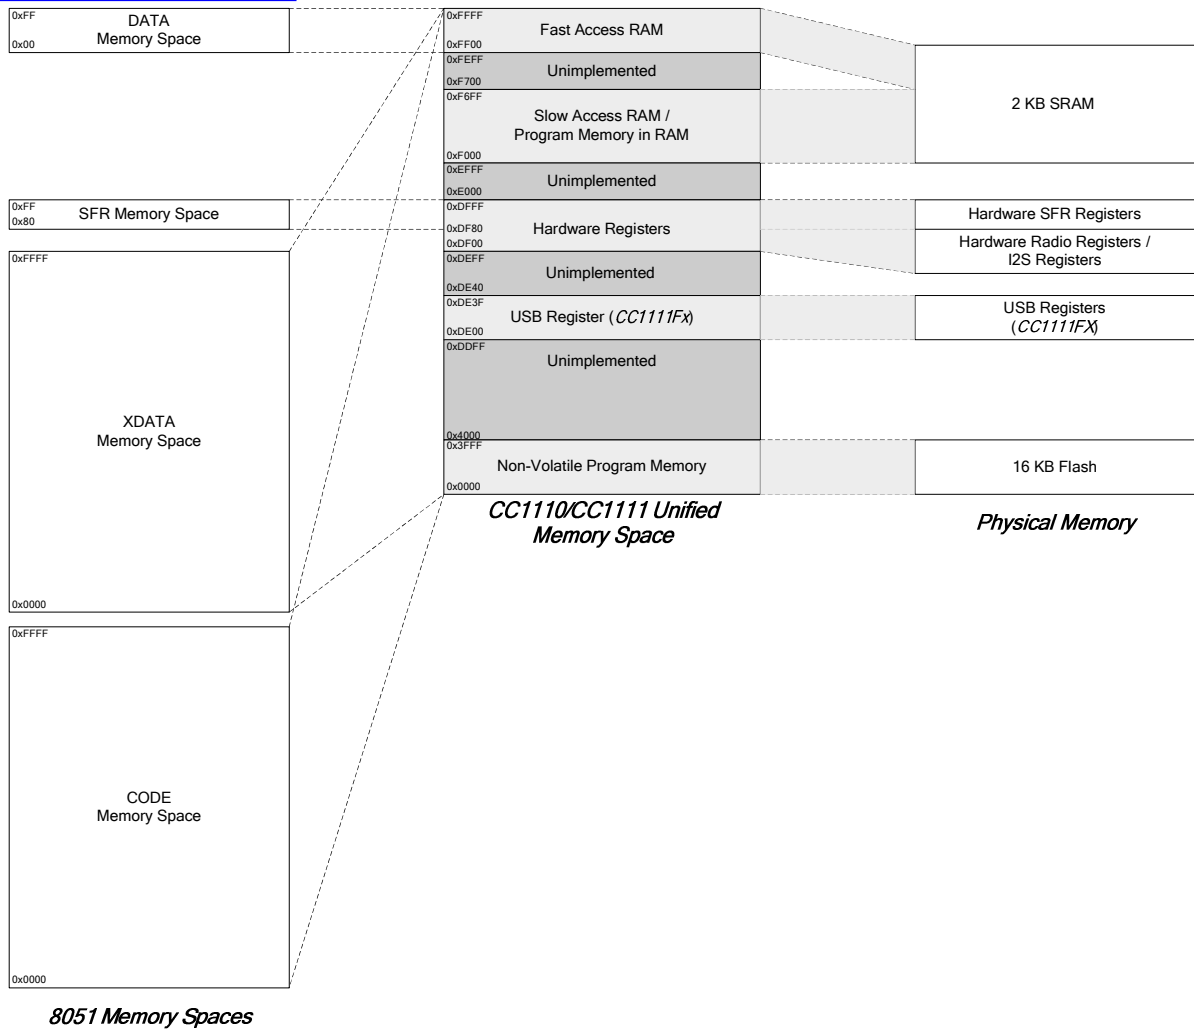 0xFF
DATA
Memory Space
0x00
0xFF
SFR Memory Space
0x80
0xFFFF
XDATA
Memory Space
0x0000
0xFFFF
CODE
Memory Space
0x0000
8051 Memory Spaces
0xFFFF
Fast Access RAM
0xFF00
0xFEFF
Unimplemented
0xF700
0xF6FF
Slow Access RAM /
Program Memory in RAM
0xF000
0xEFFF
Unimplemented
0xE000
0xDFFF
Hardware Registers
0xDF80
0xDF00
0xDEFF
Unimplemented
0xDE40
0xDE3F
USB Register (CC1111Fx)
0xDE00
0xDDFF
Unimplemented
0x4000
0x3FFF
Non-Volatile Program Memory
0x0000
CC1110/CC1111 Unified
Memory Space
2 KB SRAM
Hardware SFR Registers
Hardware Radio Registers /
I2S Registers
USB Registers
(CC1111FX)
16 KB Flash
Physical Memory